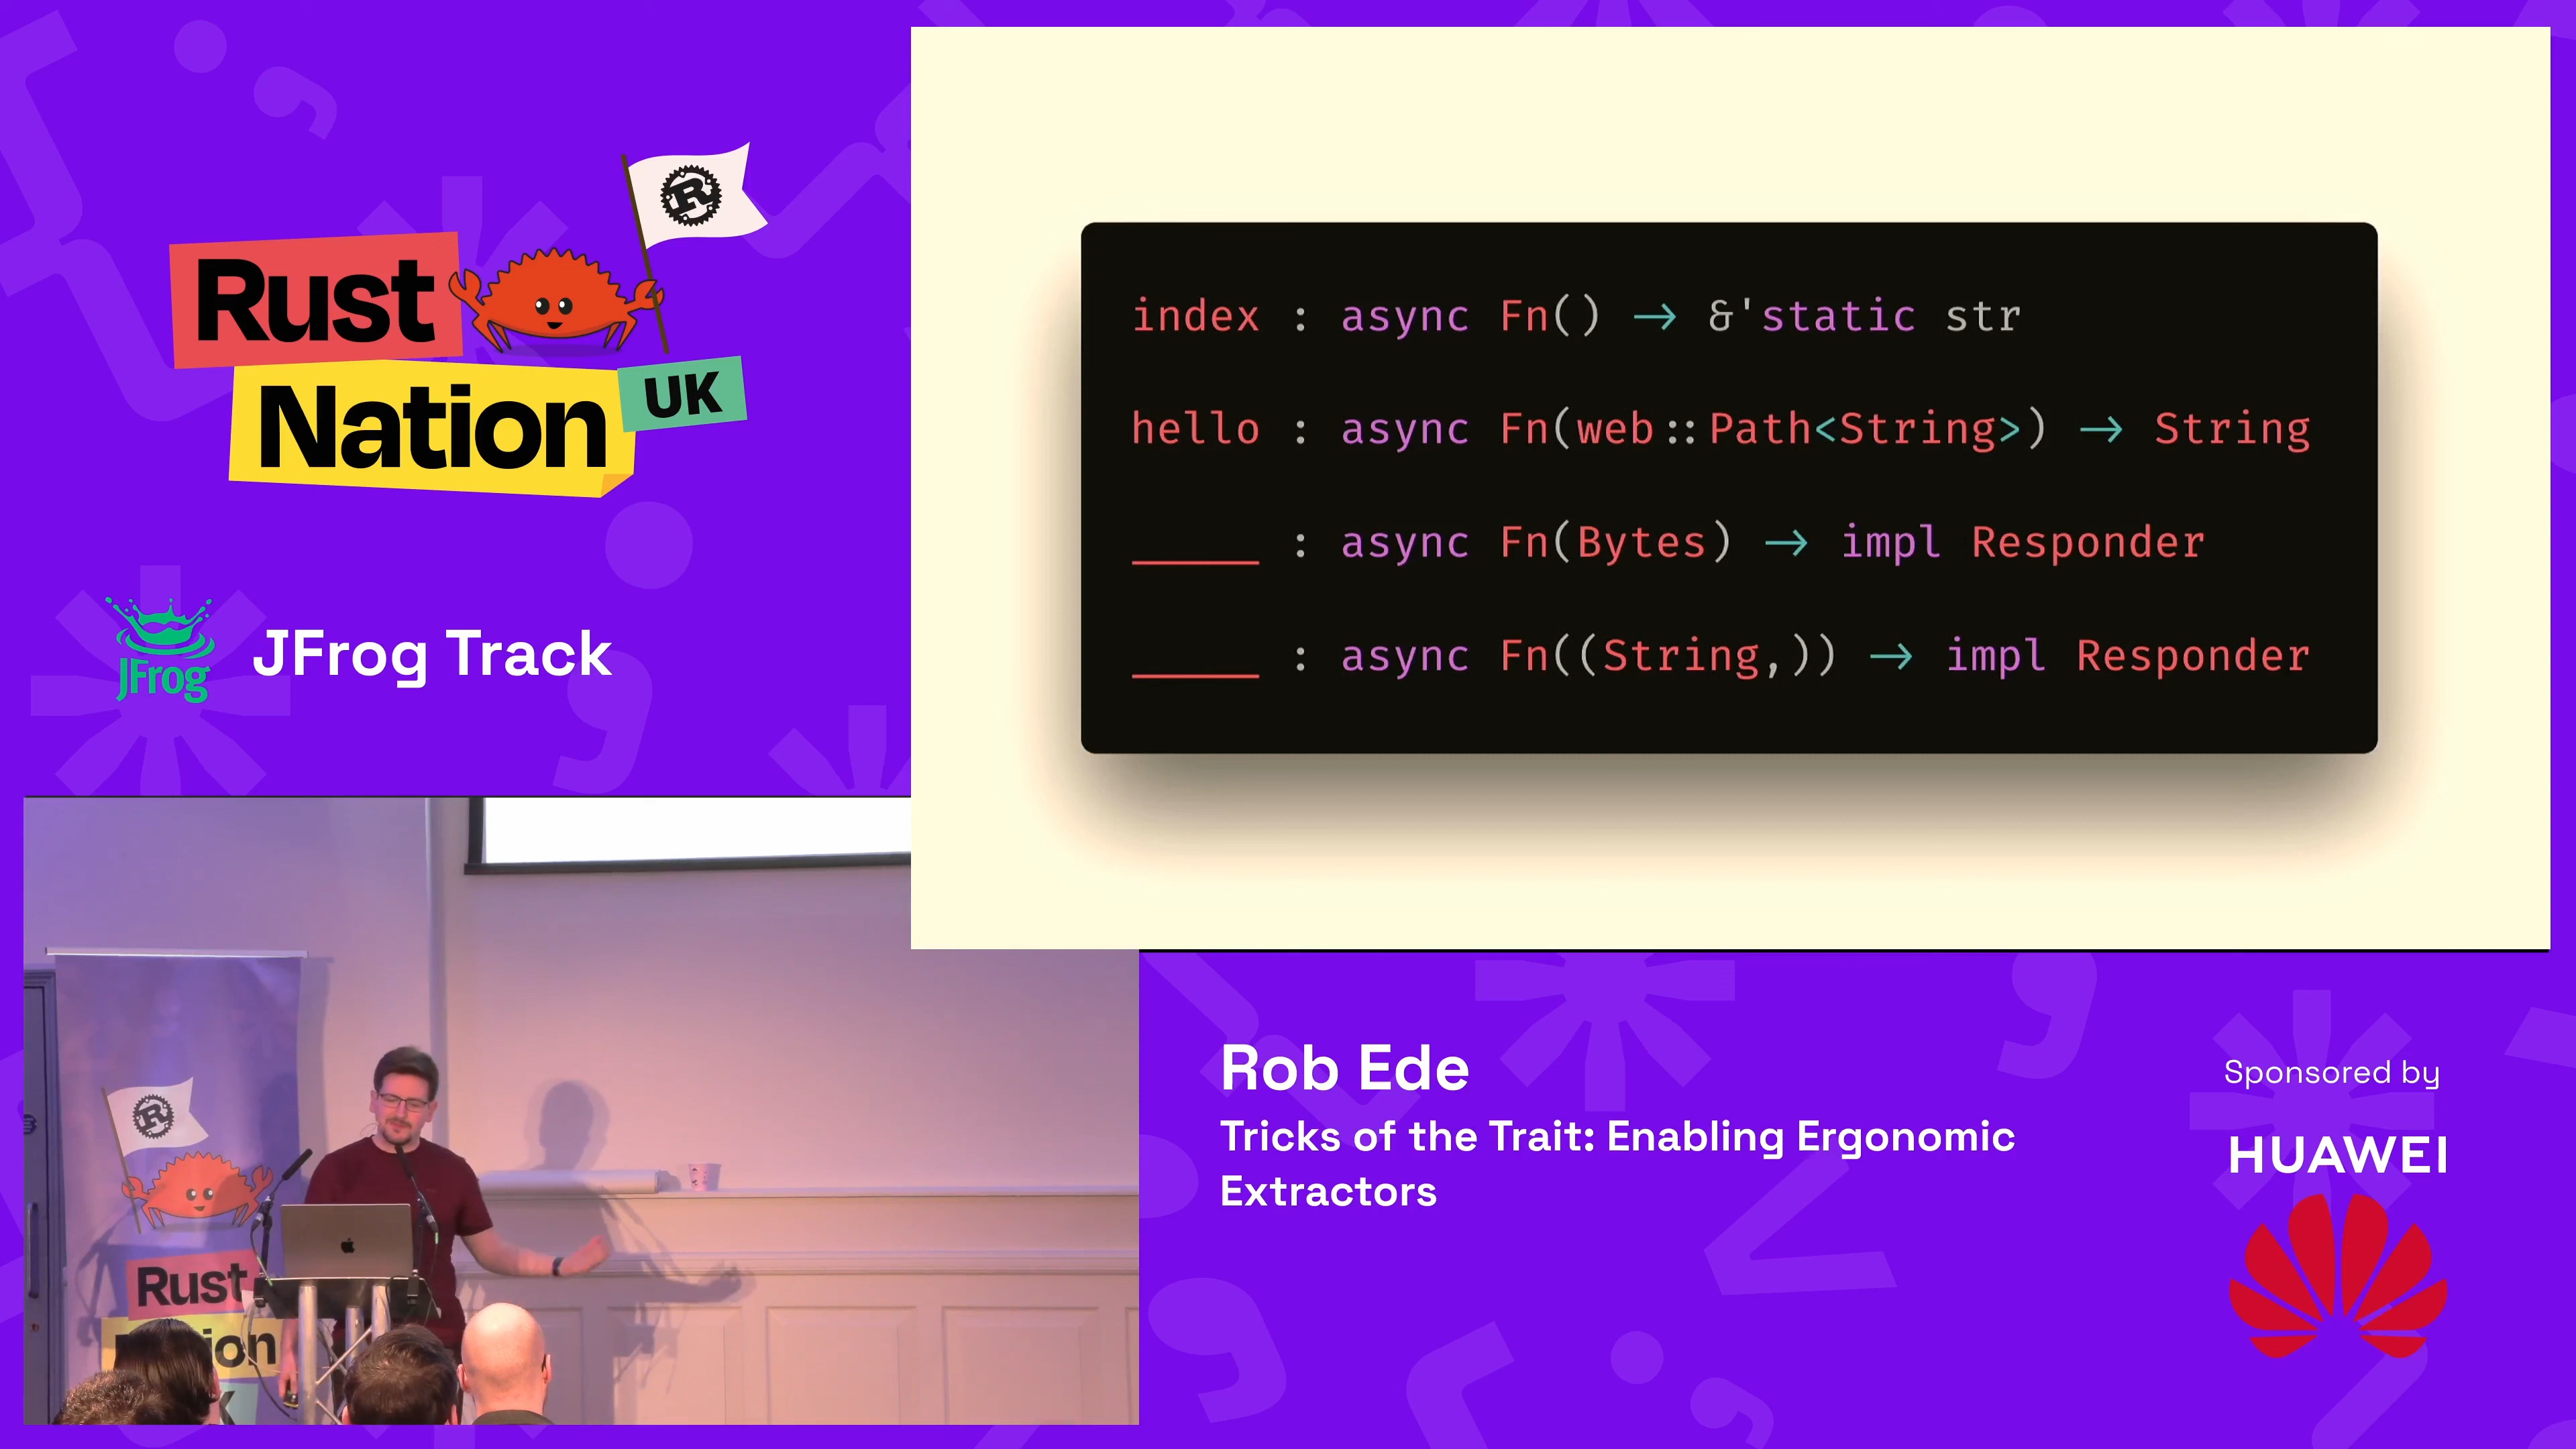 Rust
Nation
UK
JFrog
JFrog Track
index : async Fn() → &'static str
hello : async Fn(web::Path<String>) → String
_____ : async Fn(Bytes) → impl Responder
_____ : async Fn((String,)) → impl Responder
R
Rust
Rob Ede
Tricks of the Trait: Enabling Ergonomic
Extractors
Sponsored by
HUAWEI